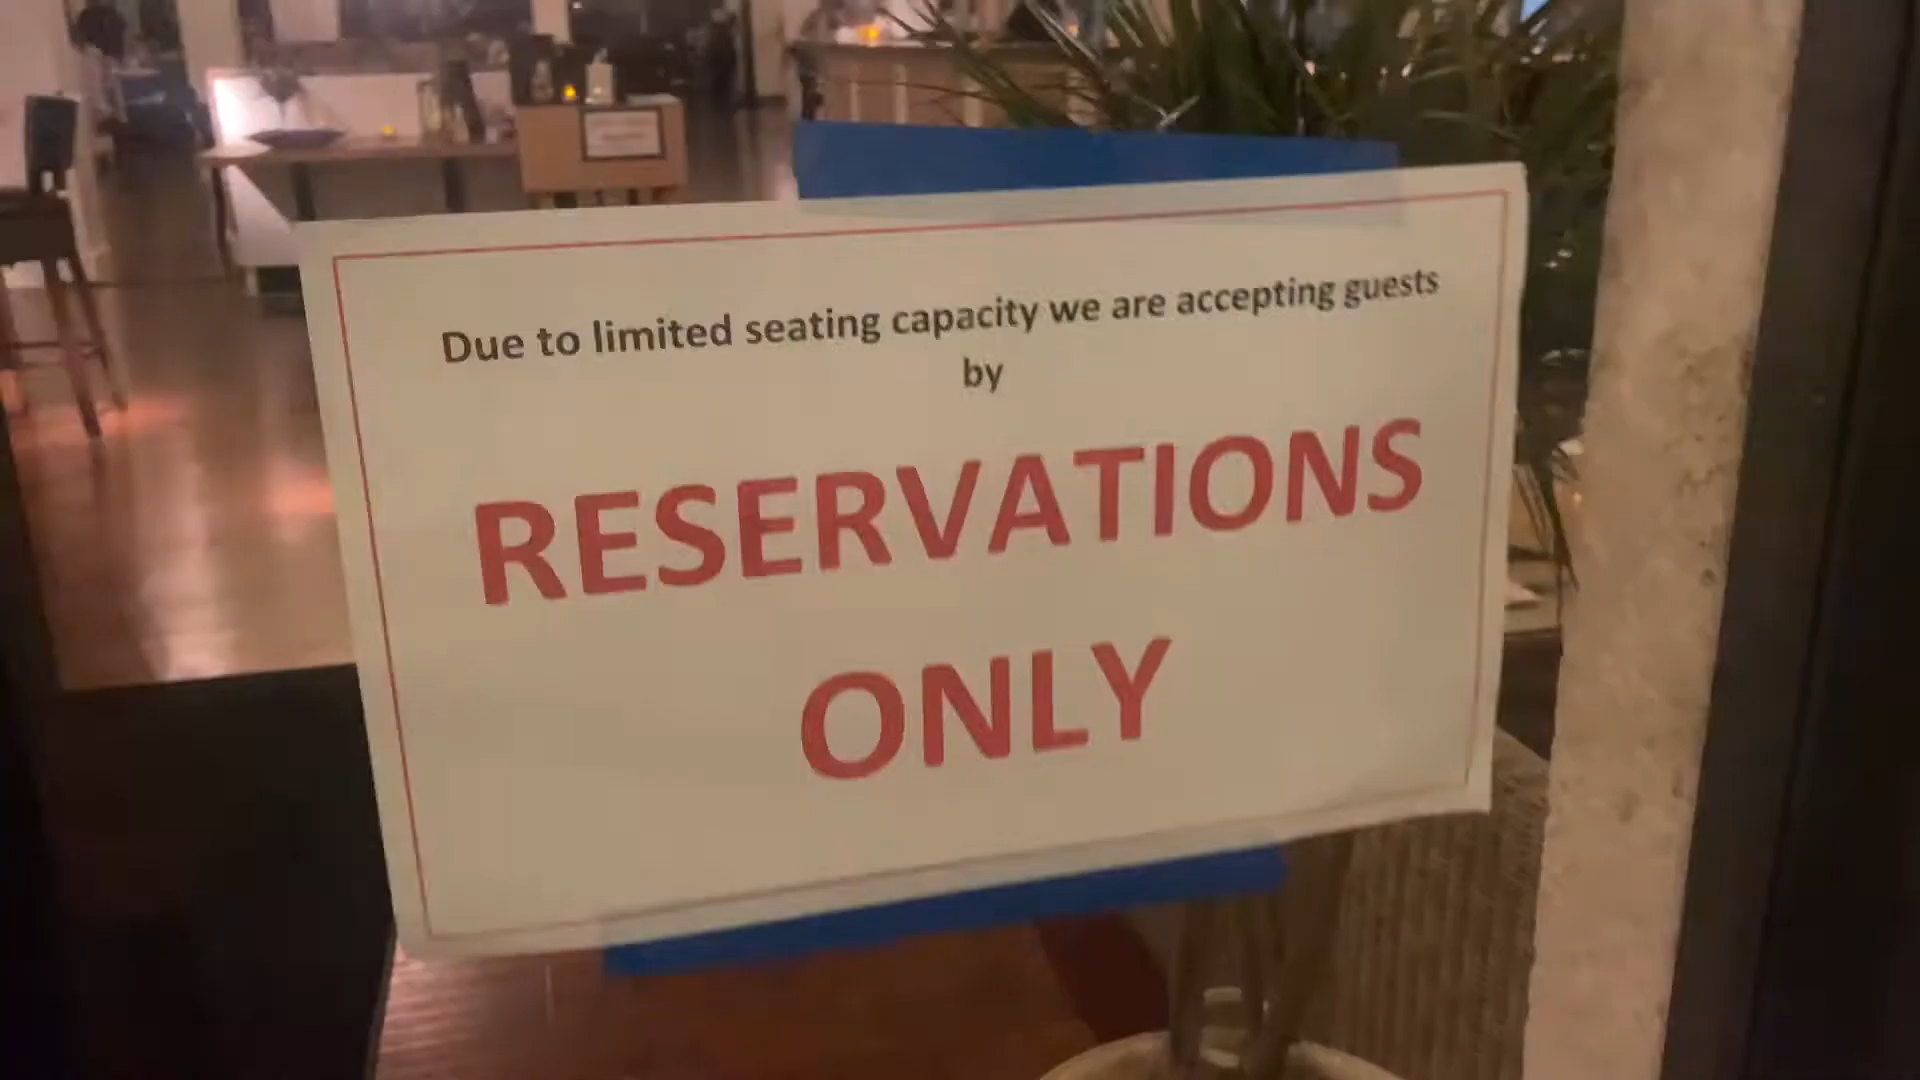 Due to limited seating capacity we are accepting guests
by
RESERVATIONS
ONLY